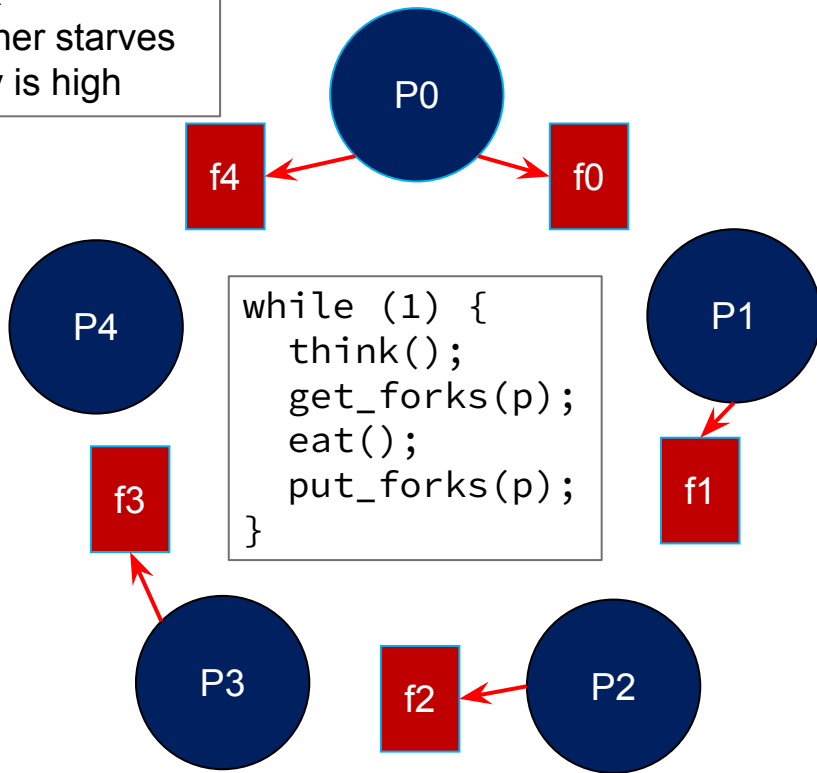 starves
is high
P0
f4
f0
P4
P1
while (1) {
  think();
  get_forks(p);
  eat();
  put_forks(p);
}
f3
f1
P3
f2
P2